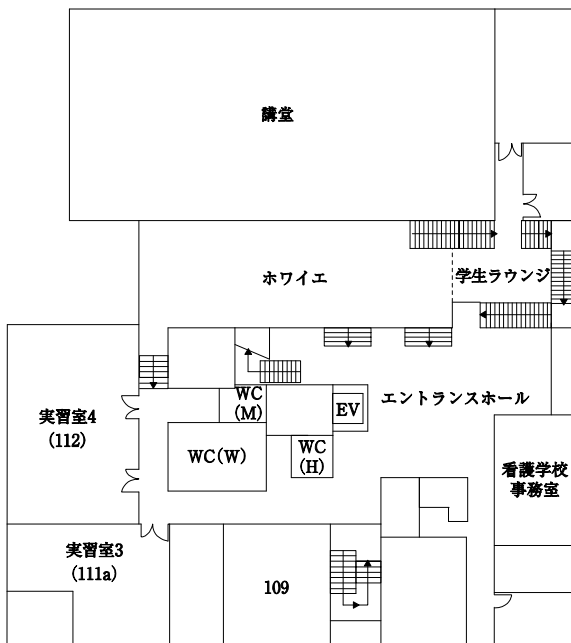 講堂
ホワイエ
学生ラウンジ
エントランスホール
実習室4
(112)
WC
(M)
EV
WC(W)
WC
(H)
看護学校
事務室
実習室3
(111a)
109